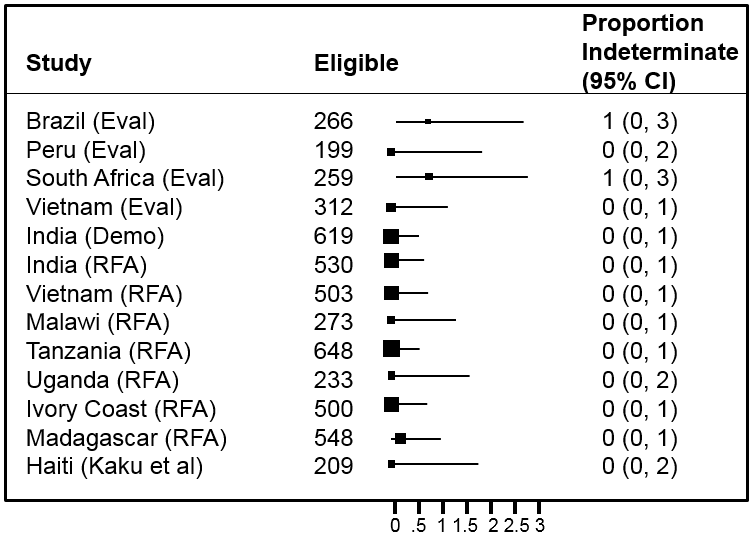 Study Eligible Proportion
Indeterminate
(95% CI)
Brazil (Eval) 266 1 (0, 3)
Peru (Eval) 199 0 (0, 2)
South Africa (Eval) 259 1 (0, 3)
Vietnam (Eval) 312 0 (0, 1)
India (Demo) 619 0 (0, 1)
India (RFA) 530 0 (0, 1)
Vietnam (RFA) 503 0 (0, 1)
Malawi (RFA) 273 0 (0, 1)
Tanzania (RFA) 648 0 (0, 1)
Uganda (RFA) 233 0 (0, 2)
Ivory Coast (RFA) 500 0 (0, 1)
Madagascar (RFA) 548 0 (0, 1)
Haiti (Kaku et al) 209 0 (0, 2)
0 .5 1 1.5 2 2.5 3